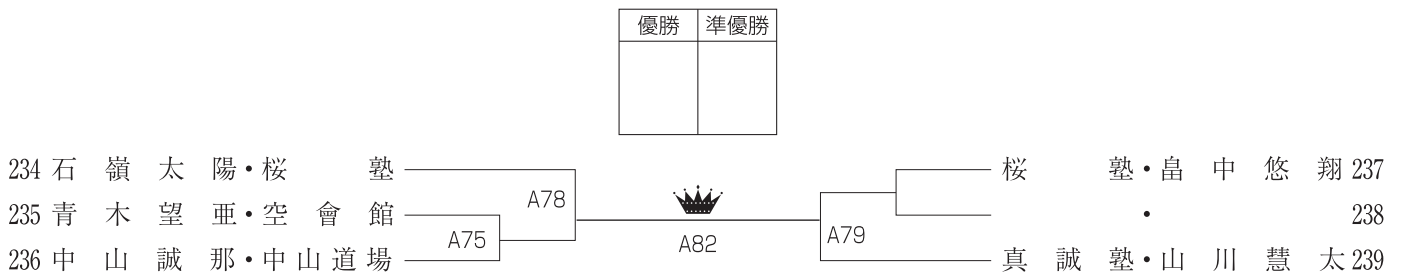 優勝 準優勝
234 石嶺太陽・桜塾
235 青木望亜・空會館
236 中山誠那・中山道場
A78
A75
A82
A79
桜塾・畠中悠翔 237
・ 238
真誠塾・山川慧太 239